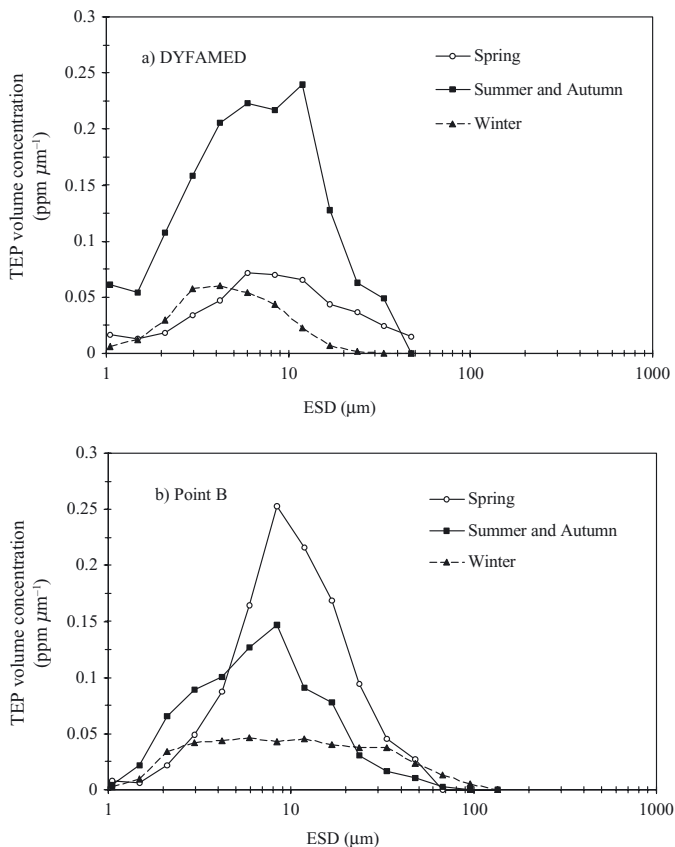 0.3
a) DYFAMED
Spring
0.25
Summer and Autumn
0.2
Winter
0.15
0.1
0.05
0
TEP volume concentration
(ppm μm⁻¹)
1
10
100
1000
ESD (μm)
0.3
b) Point B
Spring
0.25
Summer and Autumn
0.2
Winter
0.15
0.1
0.05
0
TEP volume concentration
(ppm μm⁻¹)
1
10
100
1000
ESD (μm)